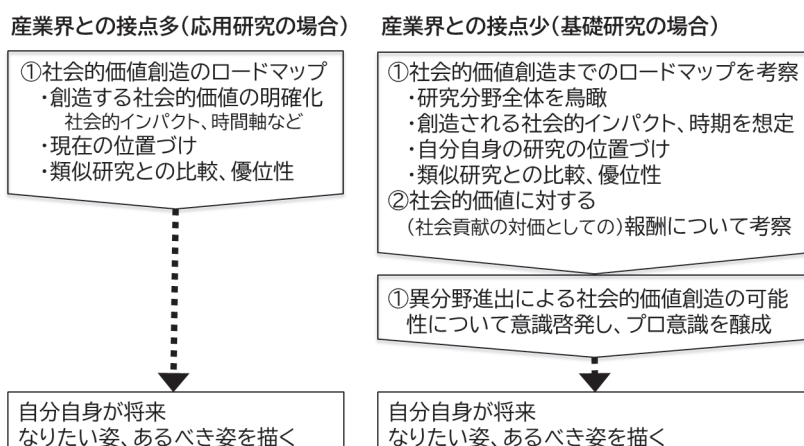 産業界との接点多(応用研究の場合)
①社会的価値創造のロードマップ
・創造する社会的価値の明確化
社会的インパクト、時間軸など
・現在の位置づけ
・類似研究との比較、優位性
自分自身が将来
なりたい姿、あるべき姿を描く
産業界との接点少(基礎研究の場合)
①社会的価値創造までのロードマップを考察
・研究分野全体を鳥瞰
・創造される社会的インパクト、時期を想定
・自分自身の研究の位置づけ
・類似研究との比較、優位性
②社会的価値に対する
(社会貢献の対価としての)報酬について考察
①異分野進出による社会的価値創造の可能
性について意識啓発し、プロ意識を醸成
自分自身が将来
なりたい姿、あるべき姿を描く